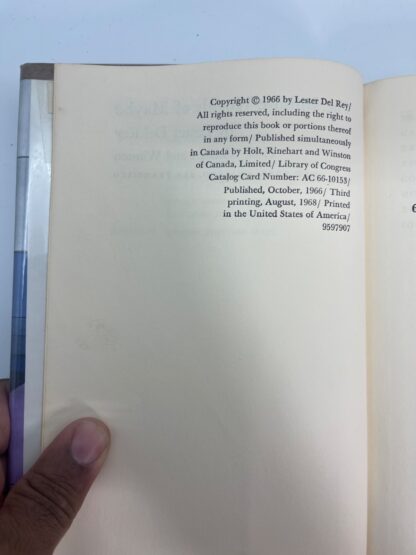 Copyright © 1966 by Lester Del Rey/
All rights reserved, including the right to
reproduce this book or portions thereof
in any form/ Published simultaneously
in Canada by Holt, Rinehart and Winston
of Canada, Limited/ Library of Congress
Catalog Card Number: AC 66-10153/
Published, October, 1966/ Third
printing, August, 1968/ Printed
in the United States of America/
9597907